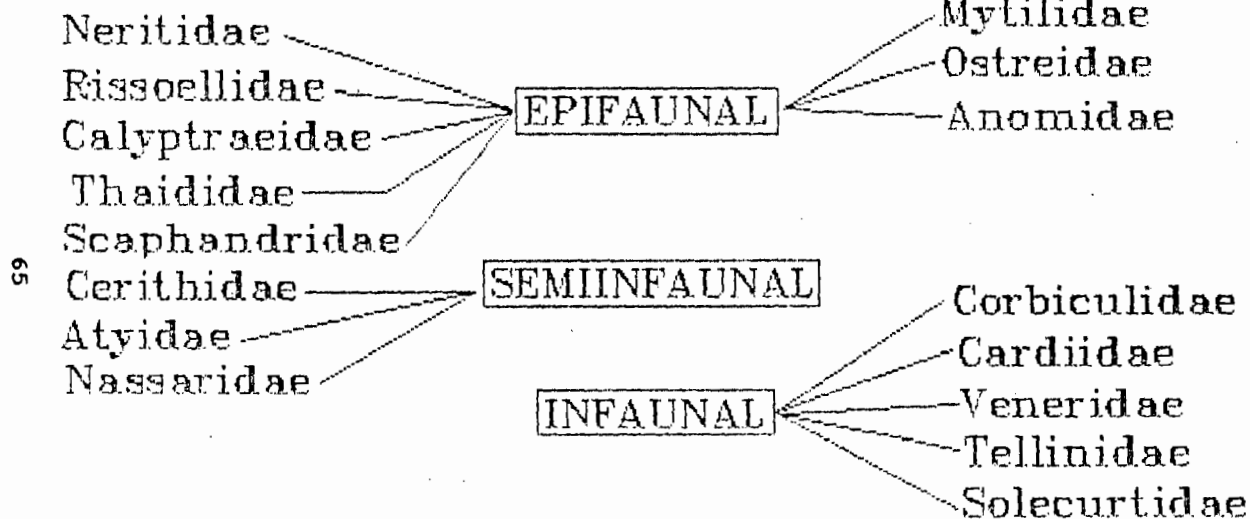 Neritidae
Rissoellidae
Calyptraeidae
Thaididae
Scaphandridae
Cerithidae
Atyidae
Nassaridae
EPIFAUNAL
SEMIINFAUNAL
INFAUNAL
Mytilidae
Ostreidae
Anomidae
Corbiculidae
Cardiidae
Veneridae
Tellinidae
Solecurtidae
65